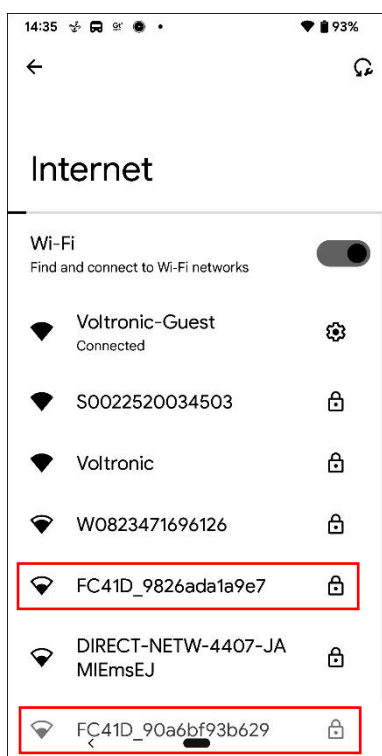 14:35 93%
Internet
Wi-Fi
Find and connect to Wi-Fi networks
Voltronic-Guest
Connected
S0022520034503
Voltronic
W0823471696126
FC41D_9826ada1a9e7
DIRECT-NETW-4407-JA
MIEmsEJ
FC41D_90a6bf93b629